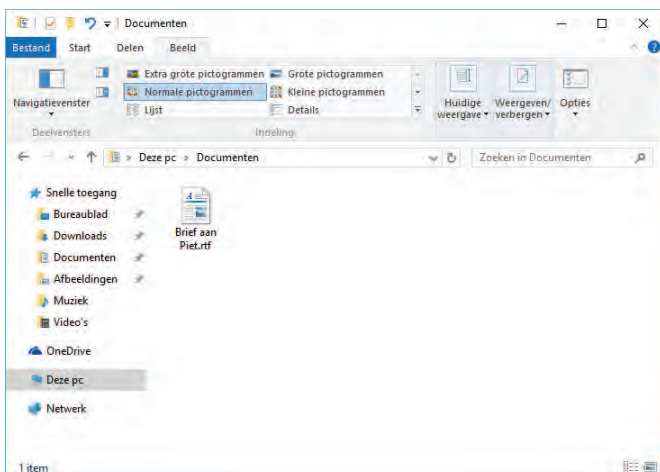 Documenten
Bestand Start Delen Beeld
Extra grote pictogrammen Grote pictogrammen
Normale pictogrammen Kleine pictogrammen
Lijst Details
Navigatievenster
Huidige weergave
Weergeven/ verbergen
Opties
Deelvensters Indeling
Deze pc > Documenten Zoeken in Documenten
Snelle toegang
Bureaublad
Downloads
Documenten
Afbeeldingen
Muziek
Video's
OneDrive
Deze pc
Netwerk
Brief aan
Piet.rtf
1 item